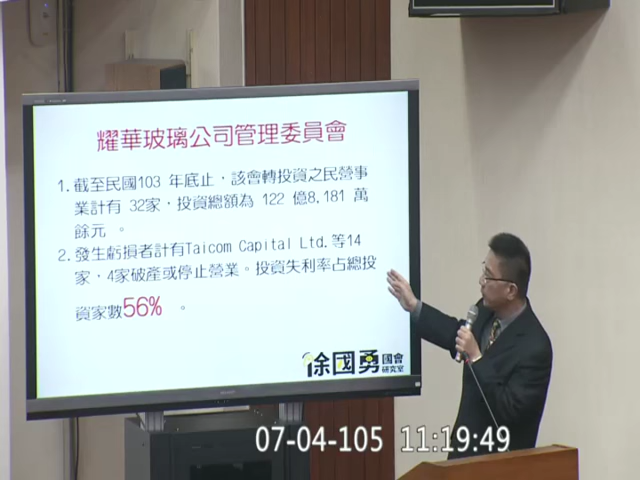 耀華玻璃公司管理委員會
1. 截至民國103 年底止，該會轉投資之民營事
業計有 32家，投資總額為 122 億8,181 萬
餘元 。
2. 發生虧損者計有Taicom Capital Ltd.等14
家，4家破產或停止營業。投資失利率占總投
資家數56% 。
徐國勇 國會
研究室
07-04-105 11:19:49